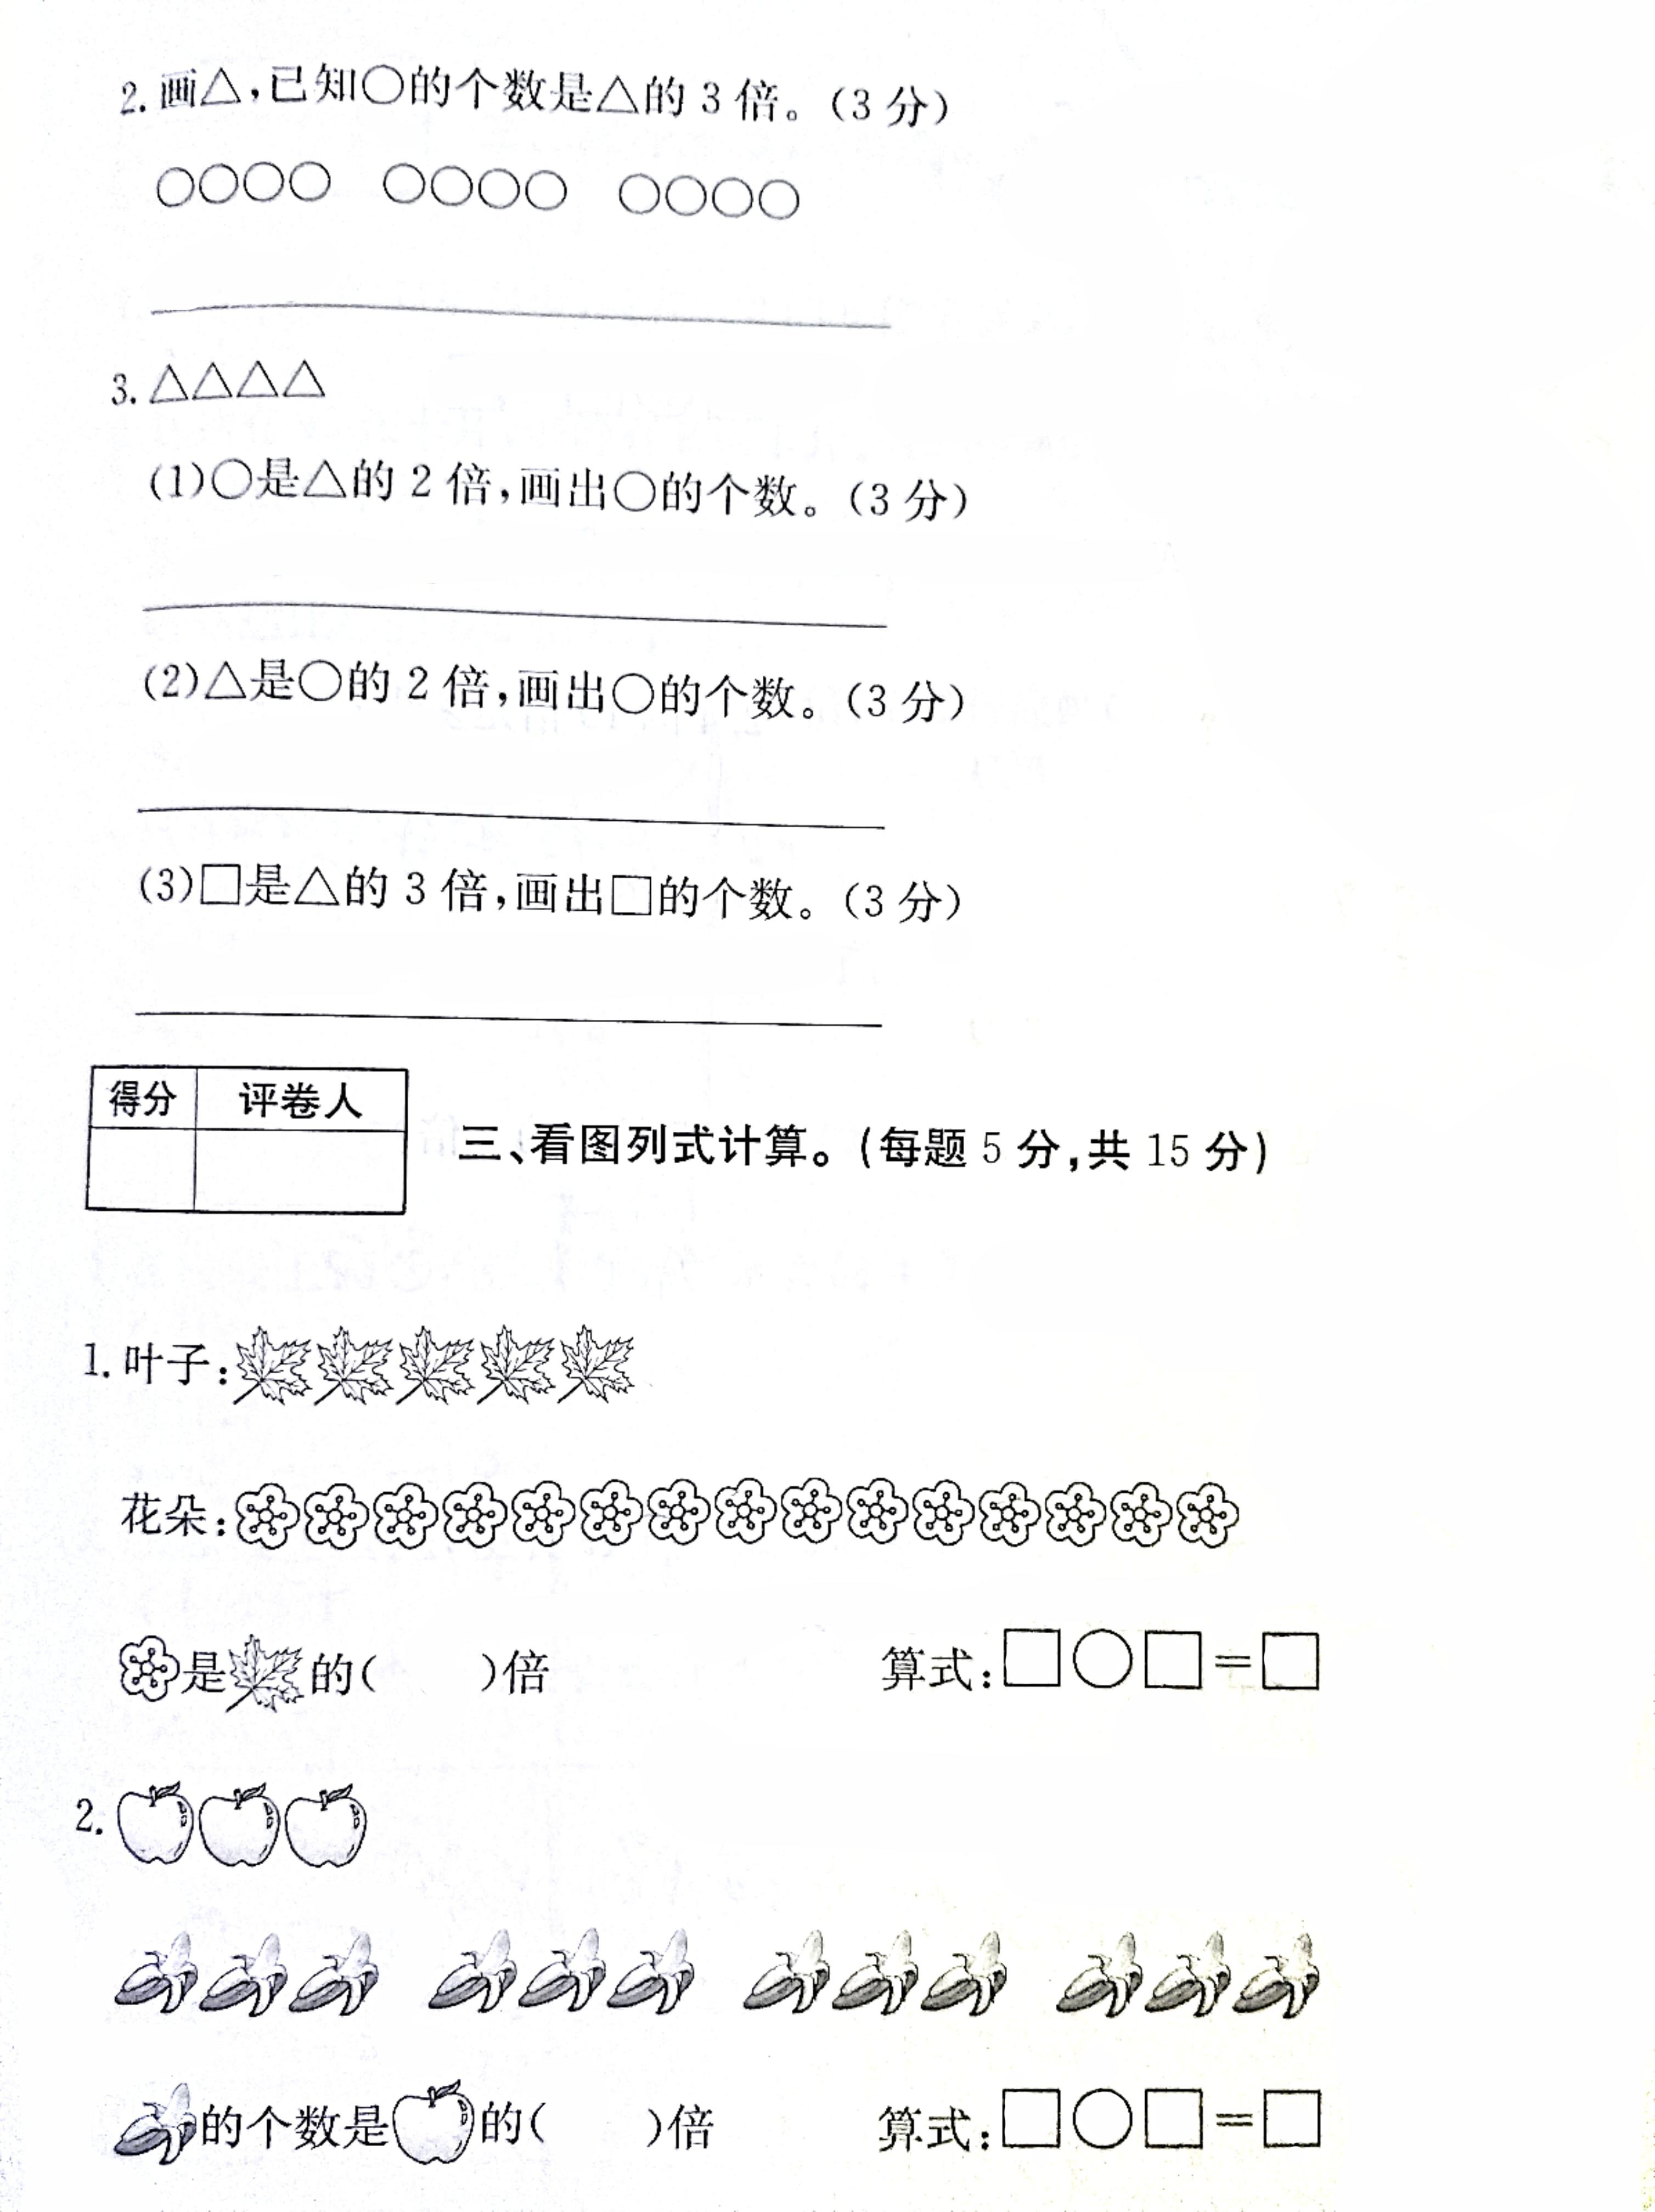 2. 画△,已知○的个数是△的 3 倍。(3 分)
○○○○ ○○○○ ○○○○
3. △△△△
(1)○是△的 2 倍,画出○的个数。(3 分)
(2)△是○的 2 倍,画出○的个数。(3 分)
(3)□是△的 3 倍,画出□的个数。(3 分)
得分 评卷人
三、看图列式计算。(每题 5 分,共 15 分)
1. 叶子:
花朵:
是 的( )倍 算式:□○□=□
2.
的个数是 的( )倍 算式:□○□=□